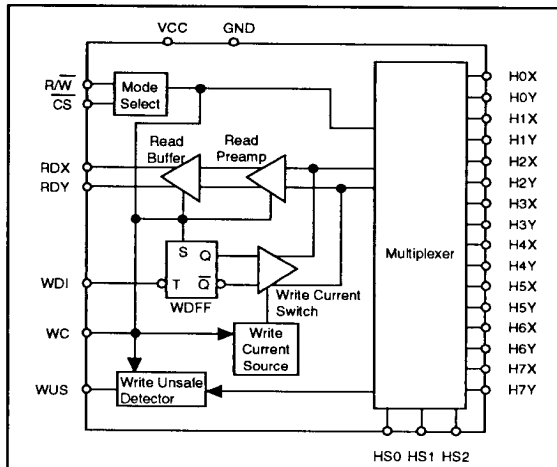 VCC GND
R/W̅
C̅S̅
Mode
Select
H0X
H0Y
H1X
H1Y
H2X
H2Y
H3X
H3Y
H4X
H4Y
H5X
H5Y
H6X
H6Y
H7X
H7Y
Read
Buffer
Read
Preamp
RDX
RDY
Multiplexer
S
Q
T
Q̅
WDFF
WDI
Write Current
Switch
WC
Write
Current
Source
WUS
Write Unsafe
Detector
HS0 HS1 HS2